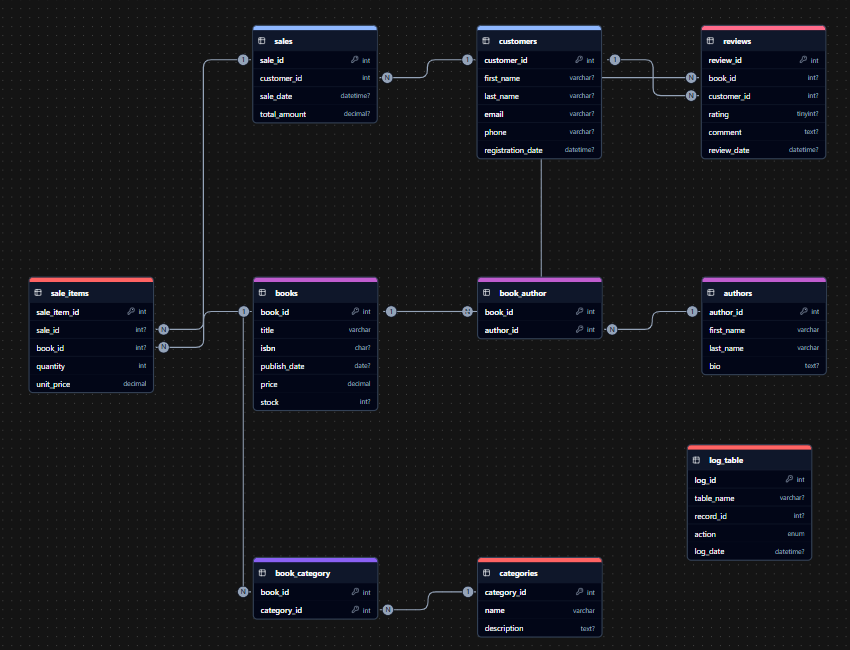 sales
sale_id int
customer_id int
sale_date datetime?
total_amount decimal?
customers
customer_id int
first_name varchar?
last_name varchar?
email varchar?
phone varchar?
registration_date datetime?
reviews
review_id int
book_id int?
customer_id int?
rating tinyint?
comment text?
review_date datetime?
1
N
1
1
N
N
sale_items
sale_item_id int
sale_id int?
book_id int?
quantity int
unit_price decimal
N
N
books
book_id int
title varchar
isbn char?
publish_date date?
price decimal
stock int?
1
1
book_author
book_id int
author_id int
N
1
authors
author_id int
first_name varchar
last_name varchar
bio text?
log_table
log_id int
table_name varchar?
record_id int?
action enum
log_date datetime?
book_category
book_id int
category_id int
N
N
1
categories
category_id int
name varchar
description text?